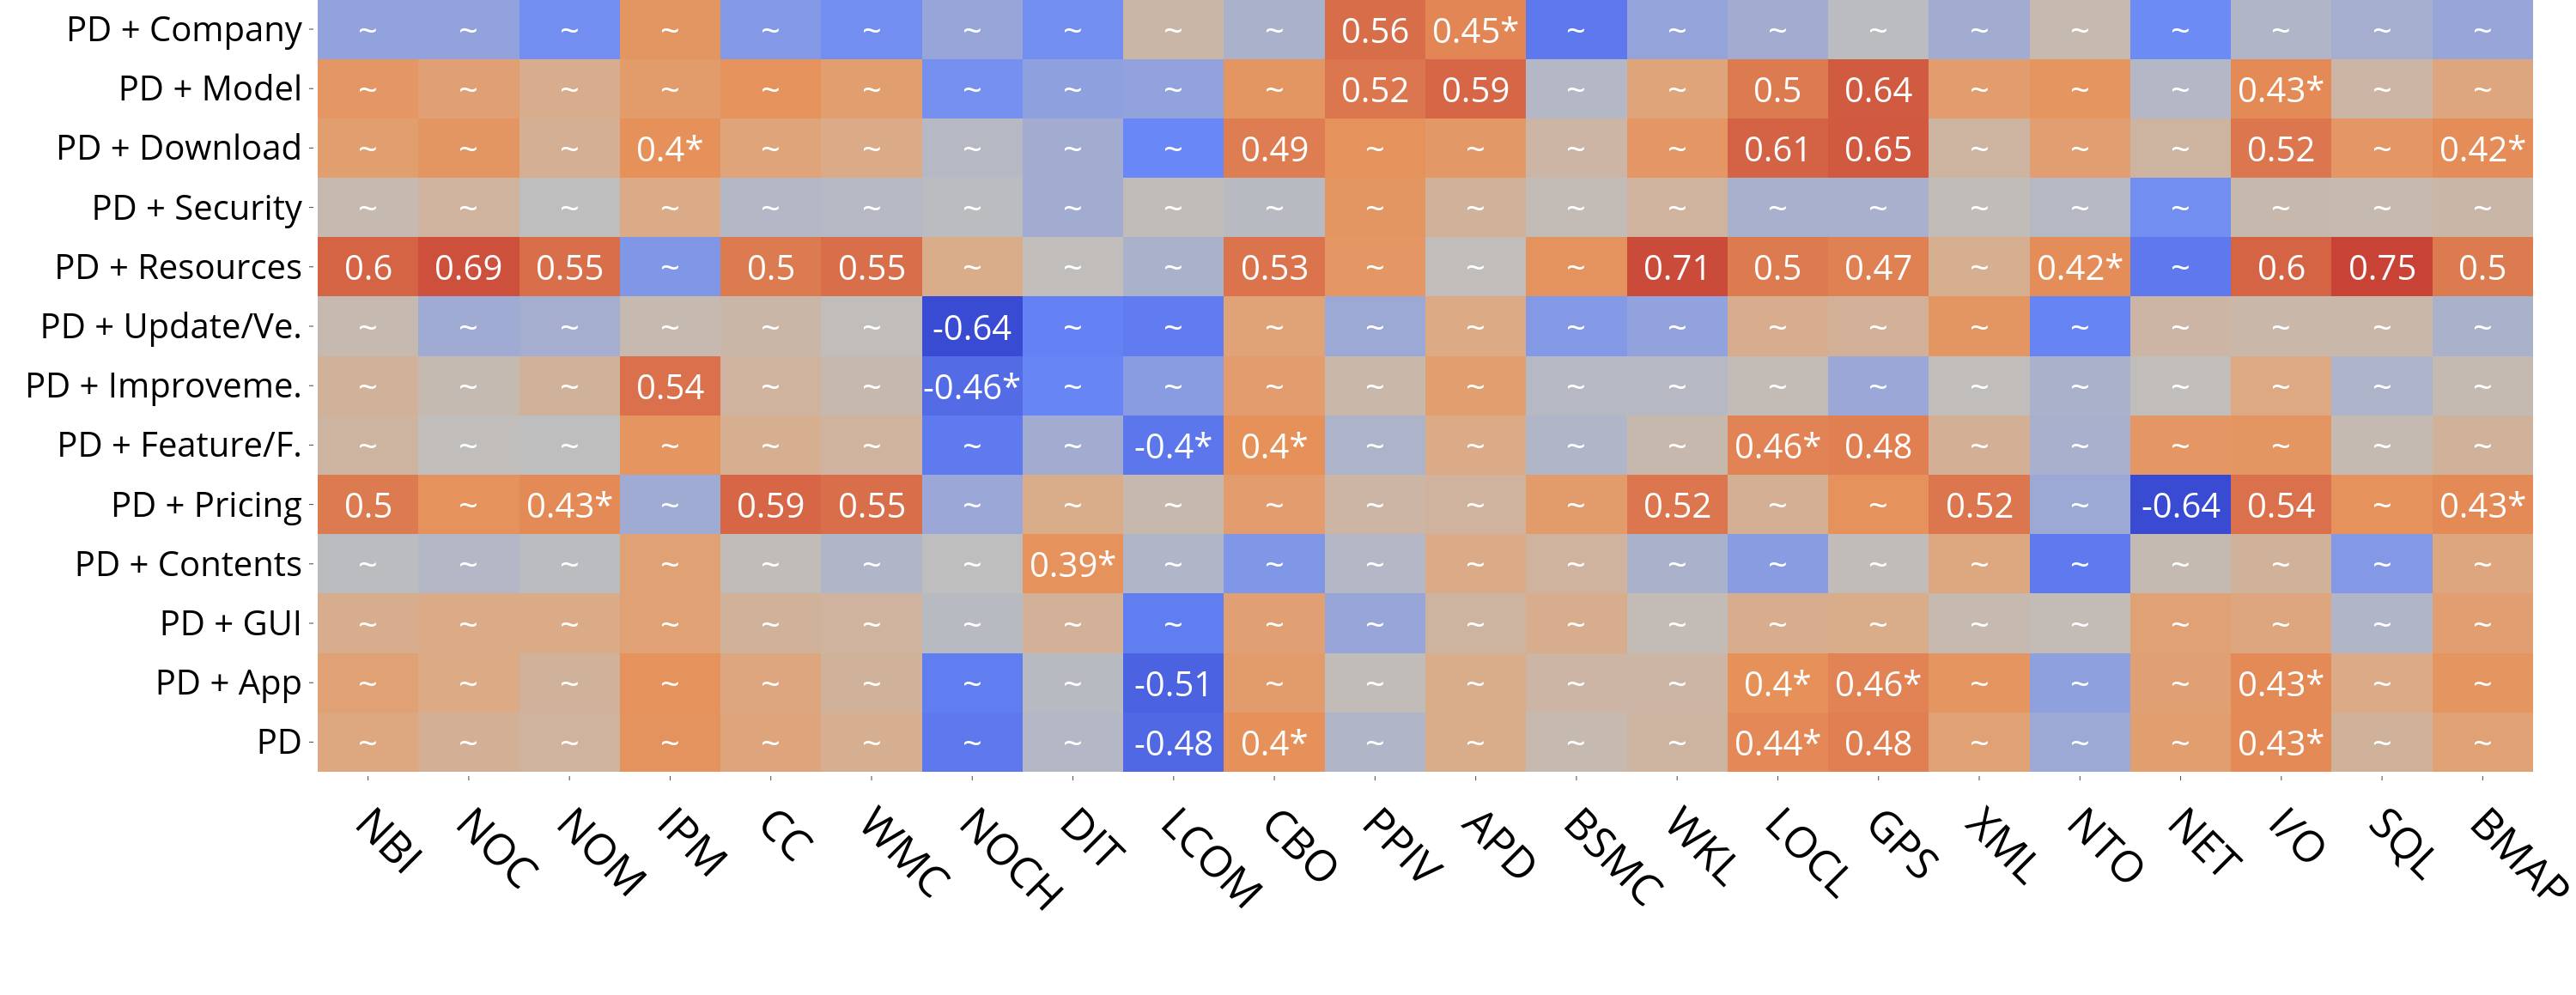 PD + Company ~ ~ ~ ~ ~ ~ ~ ~ ~ ~ 0.56 0.45* ~ ~ ~ ~ ~ ~ ~ ~ ~ ~
PD + Model ~ ~ ~ ~ ~ ~ ~ ~ ~ ~ 0.52 0.59 ~ ~ 0.5 0.64 ~ ~ ~ 0.43* ~ ~
PD + Download ~ ~ ~ 0.4* ~ ~ ~ ~ ~ 0.49 ~ ~ ~ ~ 0.61 0.65 ~ ~ ~ 0.52 ~ 0.42*
PD + Security ~ ~ ~ ~ ~ ~ ~ ~ ~ ~ ~ ~ ~ ~ ~ ~ ~ ~ ~ ~ ~ ~
PD + Resources 0.6 0.69 0.55 ~ 0.5 0.55 ~ ~ ~ 0.53 ~ ~ ~ 0.71 0.5 0.47 ~ 0.42* ~ 0.6 0.75 0.5
PD + Update/Ve. ~ ~ ~ ~ ~ ~ -0.64 ~ ~ ~ ~ ~ ~ ~ ~ ~ ~ ~ ~ ~ ~ ~
PD + Improveme. ~ ~ ~ 0.54 ~ ~ -0.46* ~ ~ ~ ~ ~ ~ ~ ~ ~ ~ ~ ~ ~ ~ ~
PD + Feature/F. ~ ~ ~ ~ ~ ~ ~ ~ -0.4* 0.4* ~ ~ ~ ~ 0.46* 0.48 ~ ~ ~ ~ ~ ~
PD + Pricing 0.5 ~ 0.43* ~ 0.59 0.55 ~ ~ ~ ~ ~ ~ ~ 0.52 ~ ~ 0.52 ~ -0.64 0.54 ~ 0.43*
PD + Contents ~ ~ ~ ~ ~ ~ ~ 0.39* ~ ~ ~ ~ ~ ~ ~ ~ ~ ~ ~ ~ ~ ~
PD + GUI ~ ~ ~ ~ ~ ~ ~ ~ ~ ~ ~ ~ ~ ~ ~ ~ ~ ~ ~ ~ ~ ~
PD + App ~ ~ ~ ~ ~ ~ ~ ~ -0.51 ~ ~ ~ ~ ~ 0.4* 0.46* ~ ~ ~ 0.43* ~ ~
PD ~ ~ ~ ~ ~ ~ ~ ~ -0.48 0.4* ~ ~ ~ ~ 0.44* 0.48 ~ ~ ~ 0.43* ~ ~
NBI NOC NOM IPM CC WMC NOCH DIT LCOM CBO PPIV APD BSMC WKL LOCL GPS XML NTO NET I/O SQL BMAP